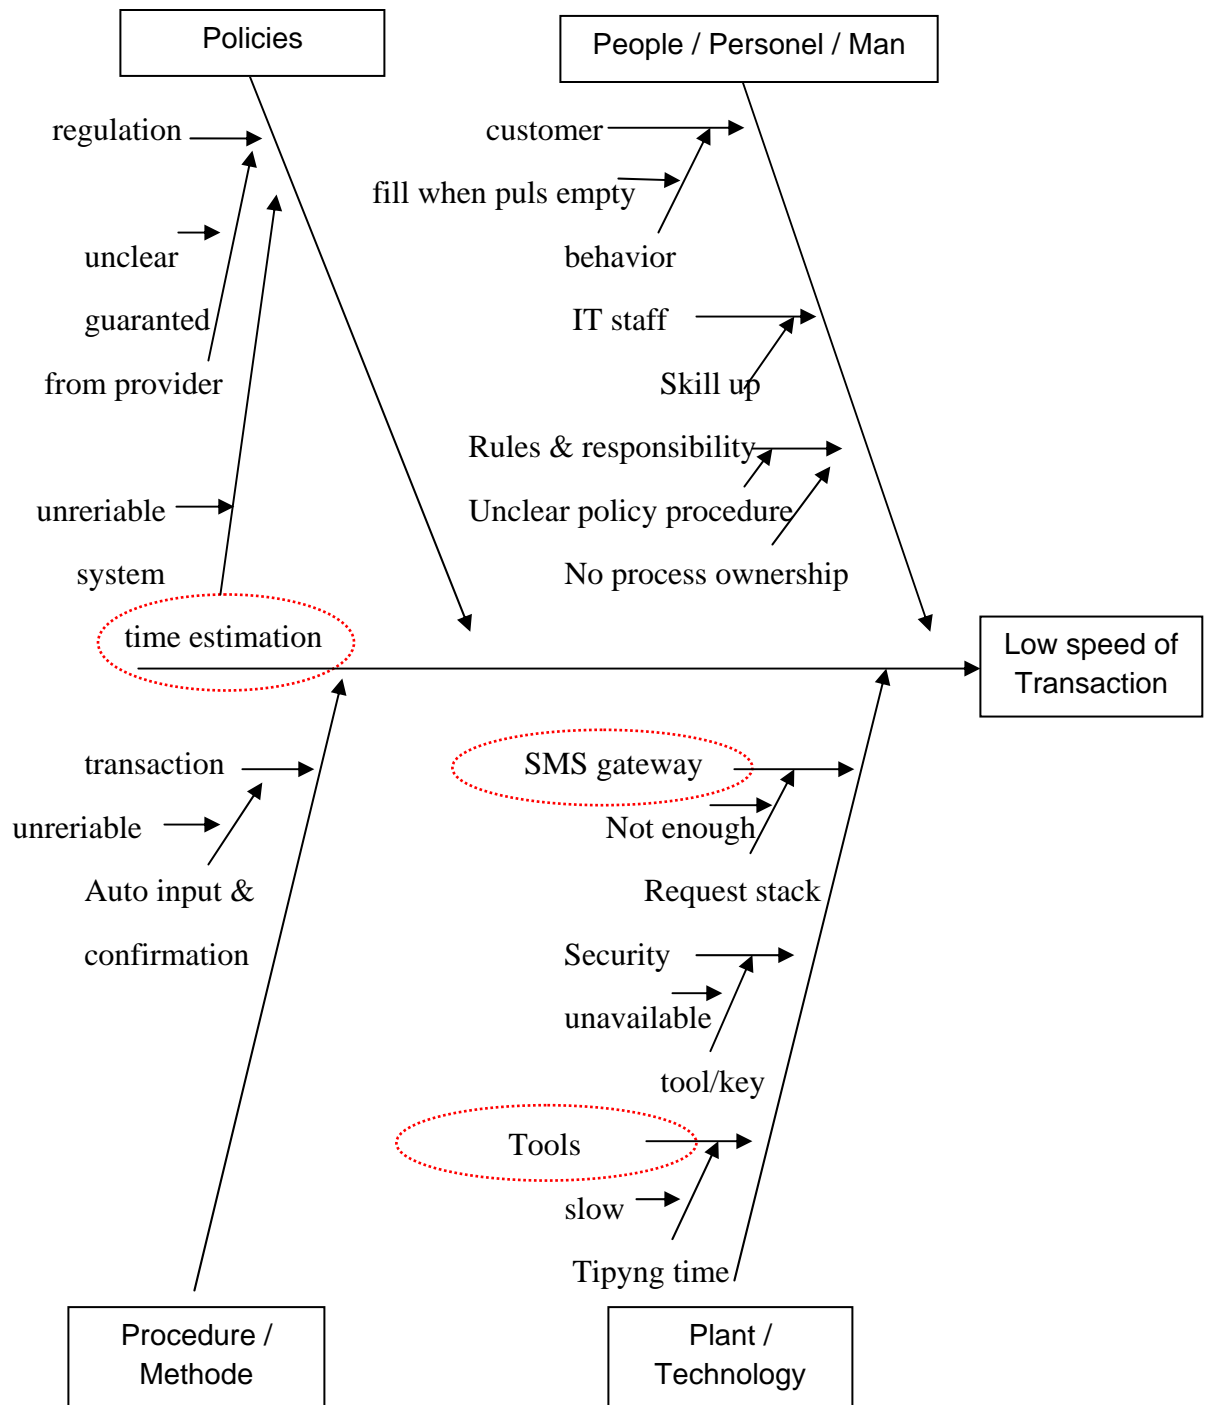 Policies
People / Personel / Man
regulation
customer
fill when puls empty
unclear
behavior
guaranted
IT staff
from provider
Skill up
Rules & responsibility
unreriable
Unclear policy procedure
system
No process ownership
time estimation
Low speed of
Transaction
transaction
SMS gateway
unreriable
Not enough
Auto input &
Request stack
confirmation
Security
unavailable
tool/key
Tools
slow
Tipyng time
Procedure /
Methode
Plant /
Technology